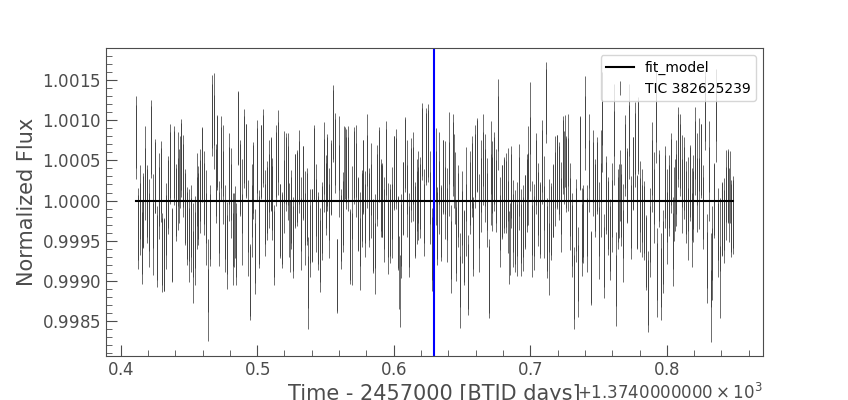 fit_model
TIC 382625239
Normalized Flux
1.0015
1.0010
1.0005
1.0000
0.9995
0.9990
0.9985
0.4 0.5 0.6 0.7 0.8
Time - 2457000 [BTJD days]
+1.3740000000 × 10³